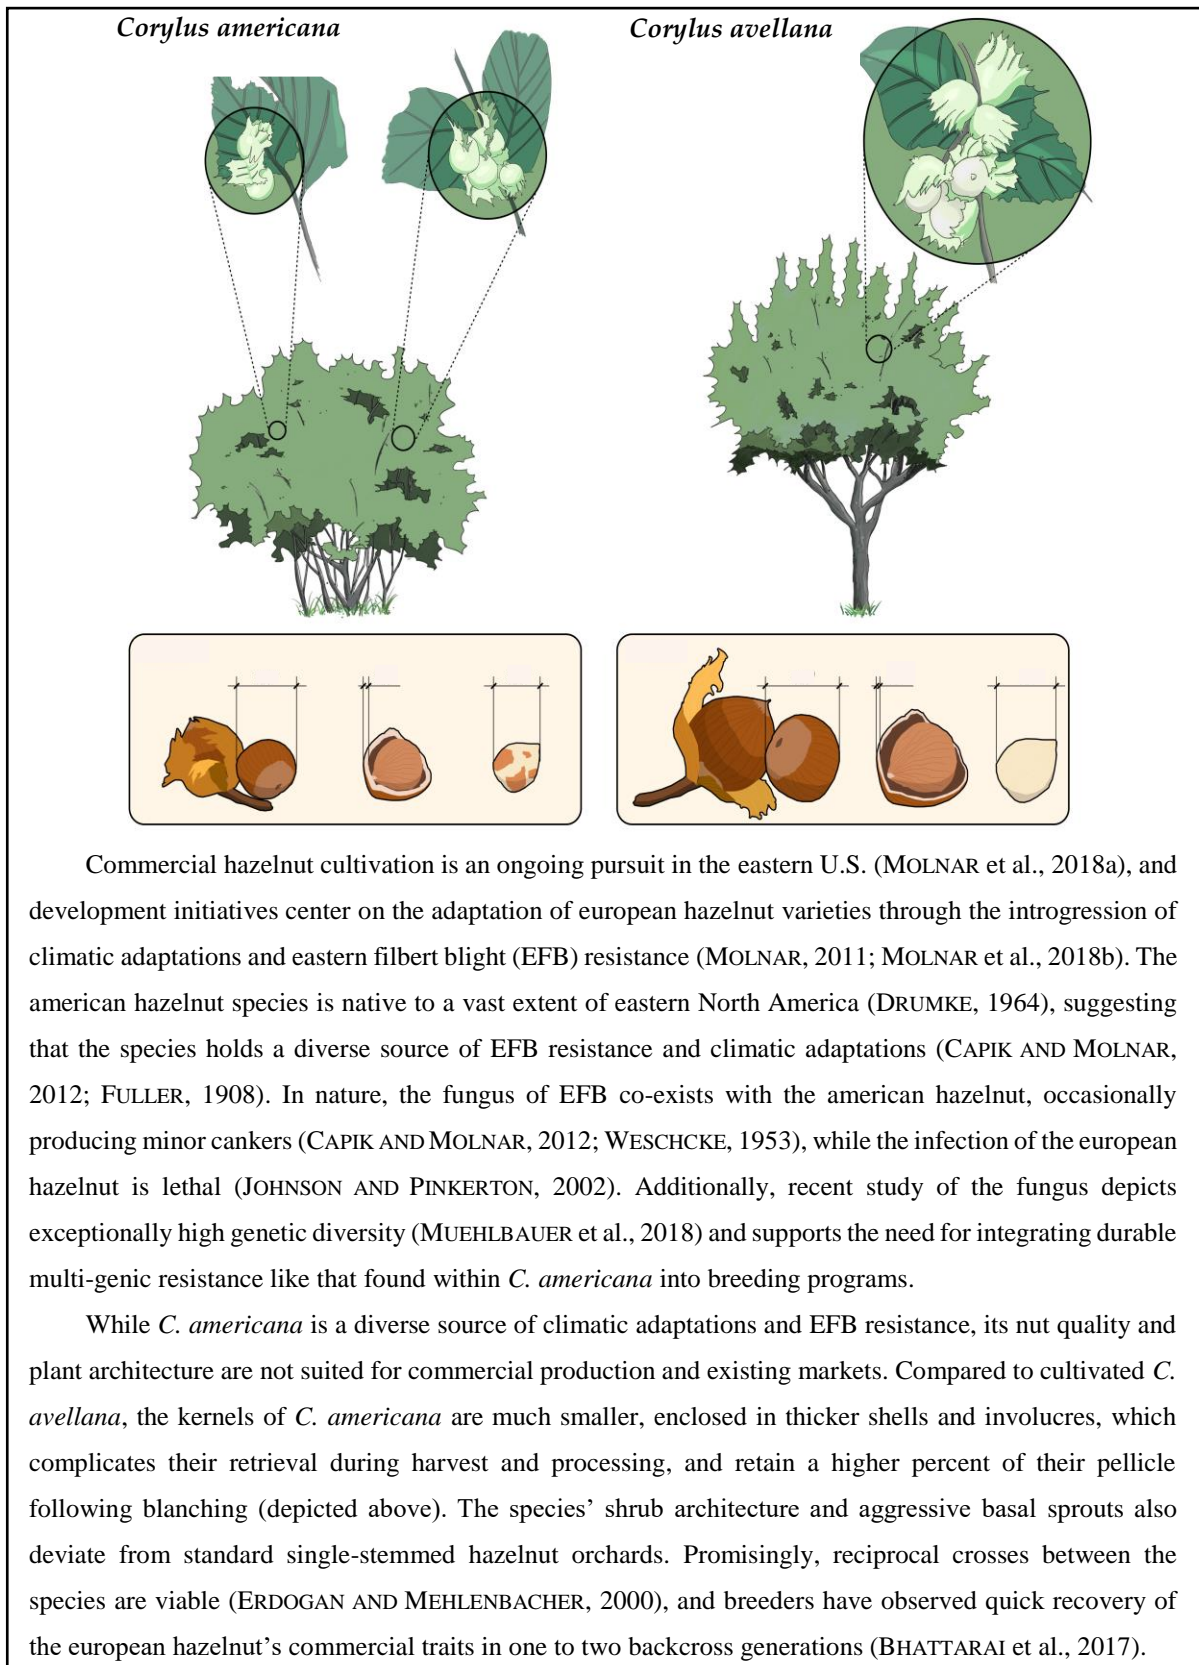 Corylus americana
Corylus avellana
Commercial hazelnut cultivation is an ongoing pursuit in the eastern U.S. (MOLNAR et al., 2018a), and
development initiatives center on the adaptation of european hazelnut varieties through the introgression of
climatic adaptations and eastern filbert blight (EFB) resistance (MOLNAR, 2011; MOLNAR et al., 2018b). The
american hazelnut species is native to a vast extent of eastern North America (DRUMKE, 1964), suggesting
that the species holds a diverse source of EFB resistance and climatic adaptations (CAPIK AND MOLNAR,
2012; FULLER, 1908). In nature, the fungus of EFB co-exists with the american hazelnut, occasionally
producing minor cankers (CAPIK AND MOLNAR, 2012; WESCHCKE, 1953), while the infection of the european
hazelnut is lethal (JOHNSON AND PINKERTON, 2002). Additionally, recent study of the fungus depicts
exceptionally high genetic diversity (MUEHLBAUER et al., 2018) and supports the need for integrating durable
multi-genic resistance like that found within C. americana into breeding programs.
While C. americana is a diverse source of climatic adaptations and EFB resistance, its nut quality and
plant architecture are not suited for commercial production and existing markets. Compared to cultivated C.
avellana, the kernels of C. americana are much smaller, enclosed in thicker shells and involucres, which
complicates their retrieval during harvest and processing, and retain a higher percent of their pellicle
following blanching (depicted above). The species’ shrub architecture and aggressive basal sprouts also
deviate from standard single-stemmed hazelnut orchards. Promisingly, reciprocal crosses between the
species are viable (ERDOGAN AND MEHLENBACHER, 2000), and breeders have observed quick recovery of
the european hazelnut’s commercial traits in one to two backcross generations (BHATTARAI et al., 2017).